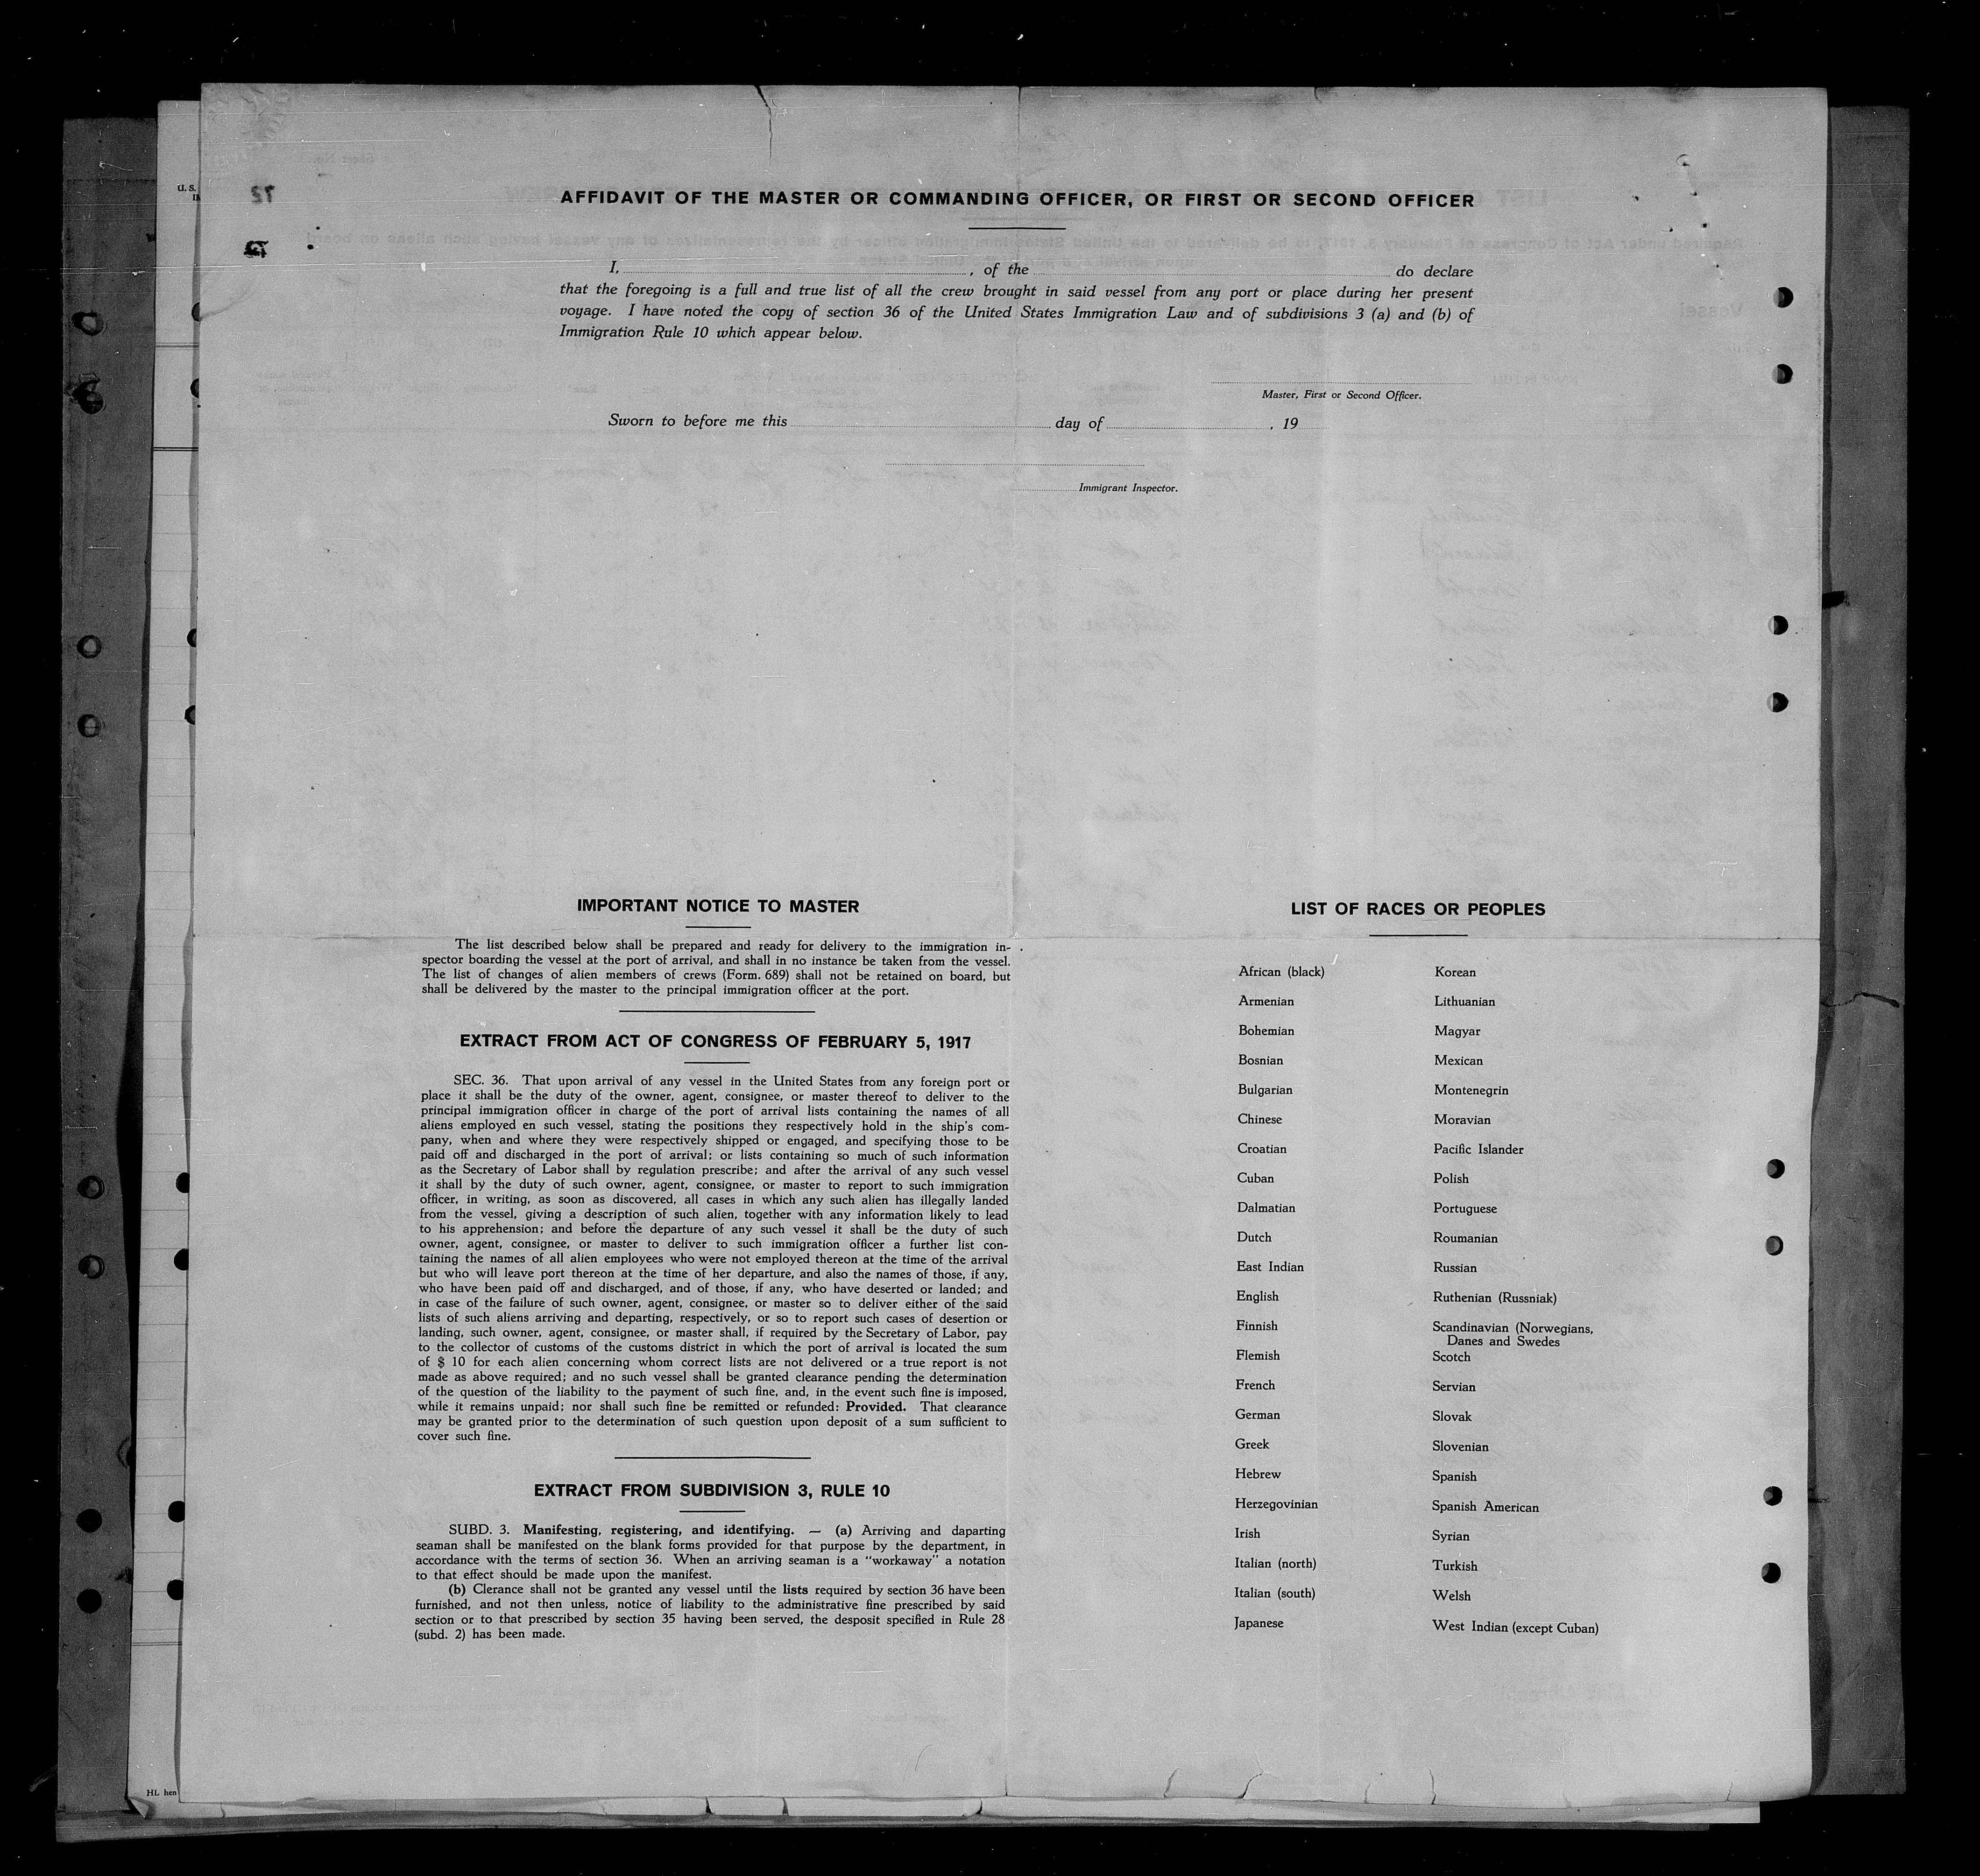 U. S.
AFFIDAVIT OF THE MASTER OR COMMANDING OFFICER, OR FIRST OR SECOND OFFICER
I, , of the do declare
that the foregoing is a full and true list of all the crew brought in said vessel from any port or place during her present
voyage. I have noted the copy of section 36 of the United States Immigration Law and of subdivisions 3 (a) and (b) of
Immigration Rule 10 which appear below.
Master, First or Second Officer.
Sworn to before me this day of , 19
Immigrant Inspector.
IMPORTANT NOTICE TO MASTER
The list described below shall be prepared and ready for delivery to the immigration in-
spector boarding the vessel at the port of arrival, and shall in no instance be taken from the vessel.
The list of changes of alien members of crews (Form. 689) shall not be retained on board, but
shall be delivered by the master to the principal immigration officer at the port.
EXTRACT FROM ACT OF CONGRESS OF FEBRUARY 5, 1917
SEC. 36. That upon arrival of any vessel in the United States from any foreign port or
place it shall be the duty of the owner, agent, consignee, or master thereof to deliver to the
principal immigration officer in charge of the port of arrival lists containing the names of all
aliens employed en such vessel, stating the positions they respectively hold in the ship's com-
pany, when and where they were respectively shipped or engaged, and specifying those to be
paid off and discharged in the port of arrival; or lists containing so much of such information
as the Secretary of Labor shall by regulation prescribe; and after the arrival of any such vessel
it shall by the duty of such owner, agent, consignee, or master to report to such immigration
officer, in writing, as soon as discovered, all cases in which any such alien has illegally landed
from the vessel, giving a description of such alien, together with any information likely to lead
to his apprehension; and before the departure of any such vessel it shall be the duty of such
owner, agent, consignee, or master to deliver to such immigration officer a further list con-
taining the names of all alien employees who were not employed thereon at the time of the arrival
but who will leave port thereon at the time of her departure, and also the names of those, if any,
who have been paid off and discharged, and of those, if any, who have deserted or landed; and
in case of the failure of such owner, agent, consignee, or master so to deliver either of the said
lists of such aliens arriving and departing, respectively, or so to report such cases of desertion or
landing, such owner, agent, consignee, or master shall, if required by the Secretary of Labor, pay
to the collector of customs of the customs district in which the port of arrival is located the sum
of $ 10 for each alien concerning whom correct lists are not delivered or a true report is not
made as above required; and no such vessel shall be granted clearance pending the determination
of the question of the liability to the payment of such fine, and, in the event such fine is imposed,
while it remains unpaid; nor shall such fine be remitted or refunded: Provided. That clearance
may be granted prior to the determination of such question upon deposit of a sum sufficient to
cover such fine.
EXTRACT FROM SUBDIVISION 3, RULE 10
SUBD. 3. Manifesting, registering, and identifying. — (a) Arriving and daparting
seaman shall be manifested on the blank forms provided for that purpose by the department, in
accordance with the terms of section 36. When an arriving seaman is a "workaway" a notation
to that effect should be made upon the manifest.
(b) Clerance shall not be granted any vessel until the lists required by section 36 have been
furnished, and not then unless, notice of liability to the administrative fine prescribed by said
section or to that prescribed by section 35 having been served, the desposit specified in Rule 28
(subd. 2) has been made.
LIST OF RACES OR PEOPLES
African (black)
Armenian
Bohemian
Bosnian
Bulgarian
Chinese
Croatian
Cuban
Dalmatian
Dutch
East Indian
English
Finnish
Flemish
French
German
Greek
Hebrew
Herzegovinian
Irish
Italian (north)
Italian (south)
Japanese
Korean
Lithuanian
Magyar
Mexican
Montenegrin
Moravian
Pacific Islander
Polish
Portuguese
Roumanian
Russian
Ruthenian (Russniak)
Scandinavian (Norwegians,
Danes and Swedes
Scotch
Servian
Slovak
Slovenian
Spanish
Spanish American
Syrian
Turkish
Welsh
West Indian (except Cuban)
HL hen